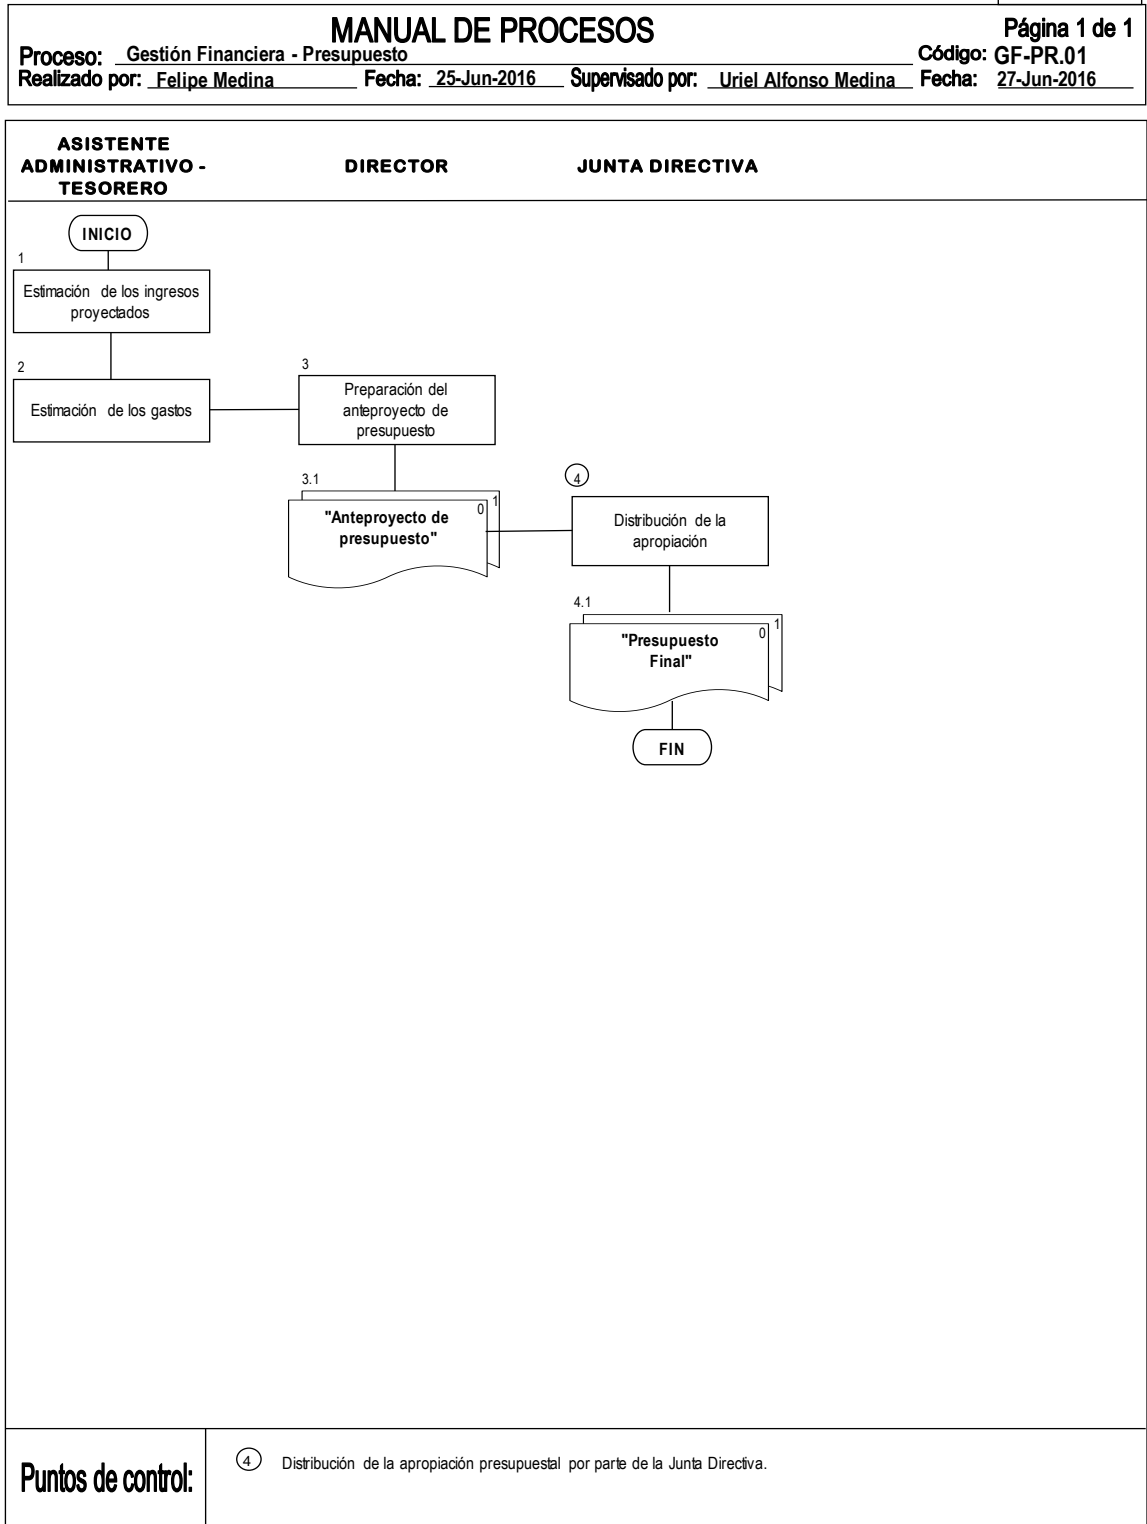 MANUAL DE PROCESOS
Página 1 de 1
Proceso: Gestión Financiera - Presupuesto
Código: GF-PR.01
Realizado por: Felipe Medina Fecha: 25-Jun-2016 Supervisado por: Uriel Alfonso Medina Fecha: 27-Jun-2016
ASISTENTE
ADMINISTRATIVO -
TESORERO
DIRECTOR
JUNTA DIRECTIVA
INICIO
1
Estimación de los ingresos
proyectados
2
Estimación de los gastos
3
Preparación del
anteproyecto de
presupuesto
3.1
"Anteproyecto de
presupuesto"
0
1
4
Distribución de la
apropiación
4.1
"Presupuesto
Final"
0
1
FIN
Puntos de control:
4 Distribución de la apropiación presupuestal por parte de la Junta Directiva.